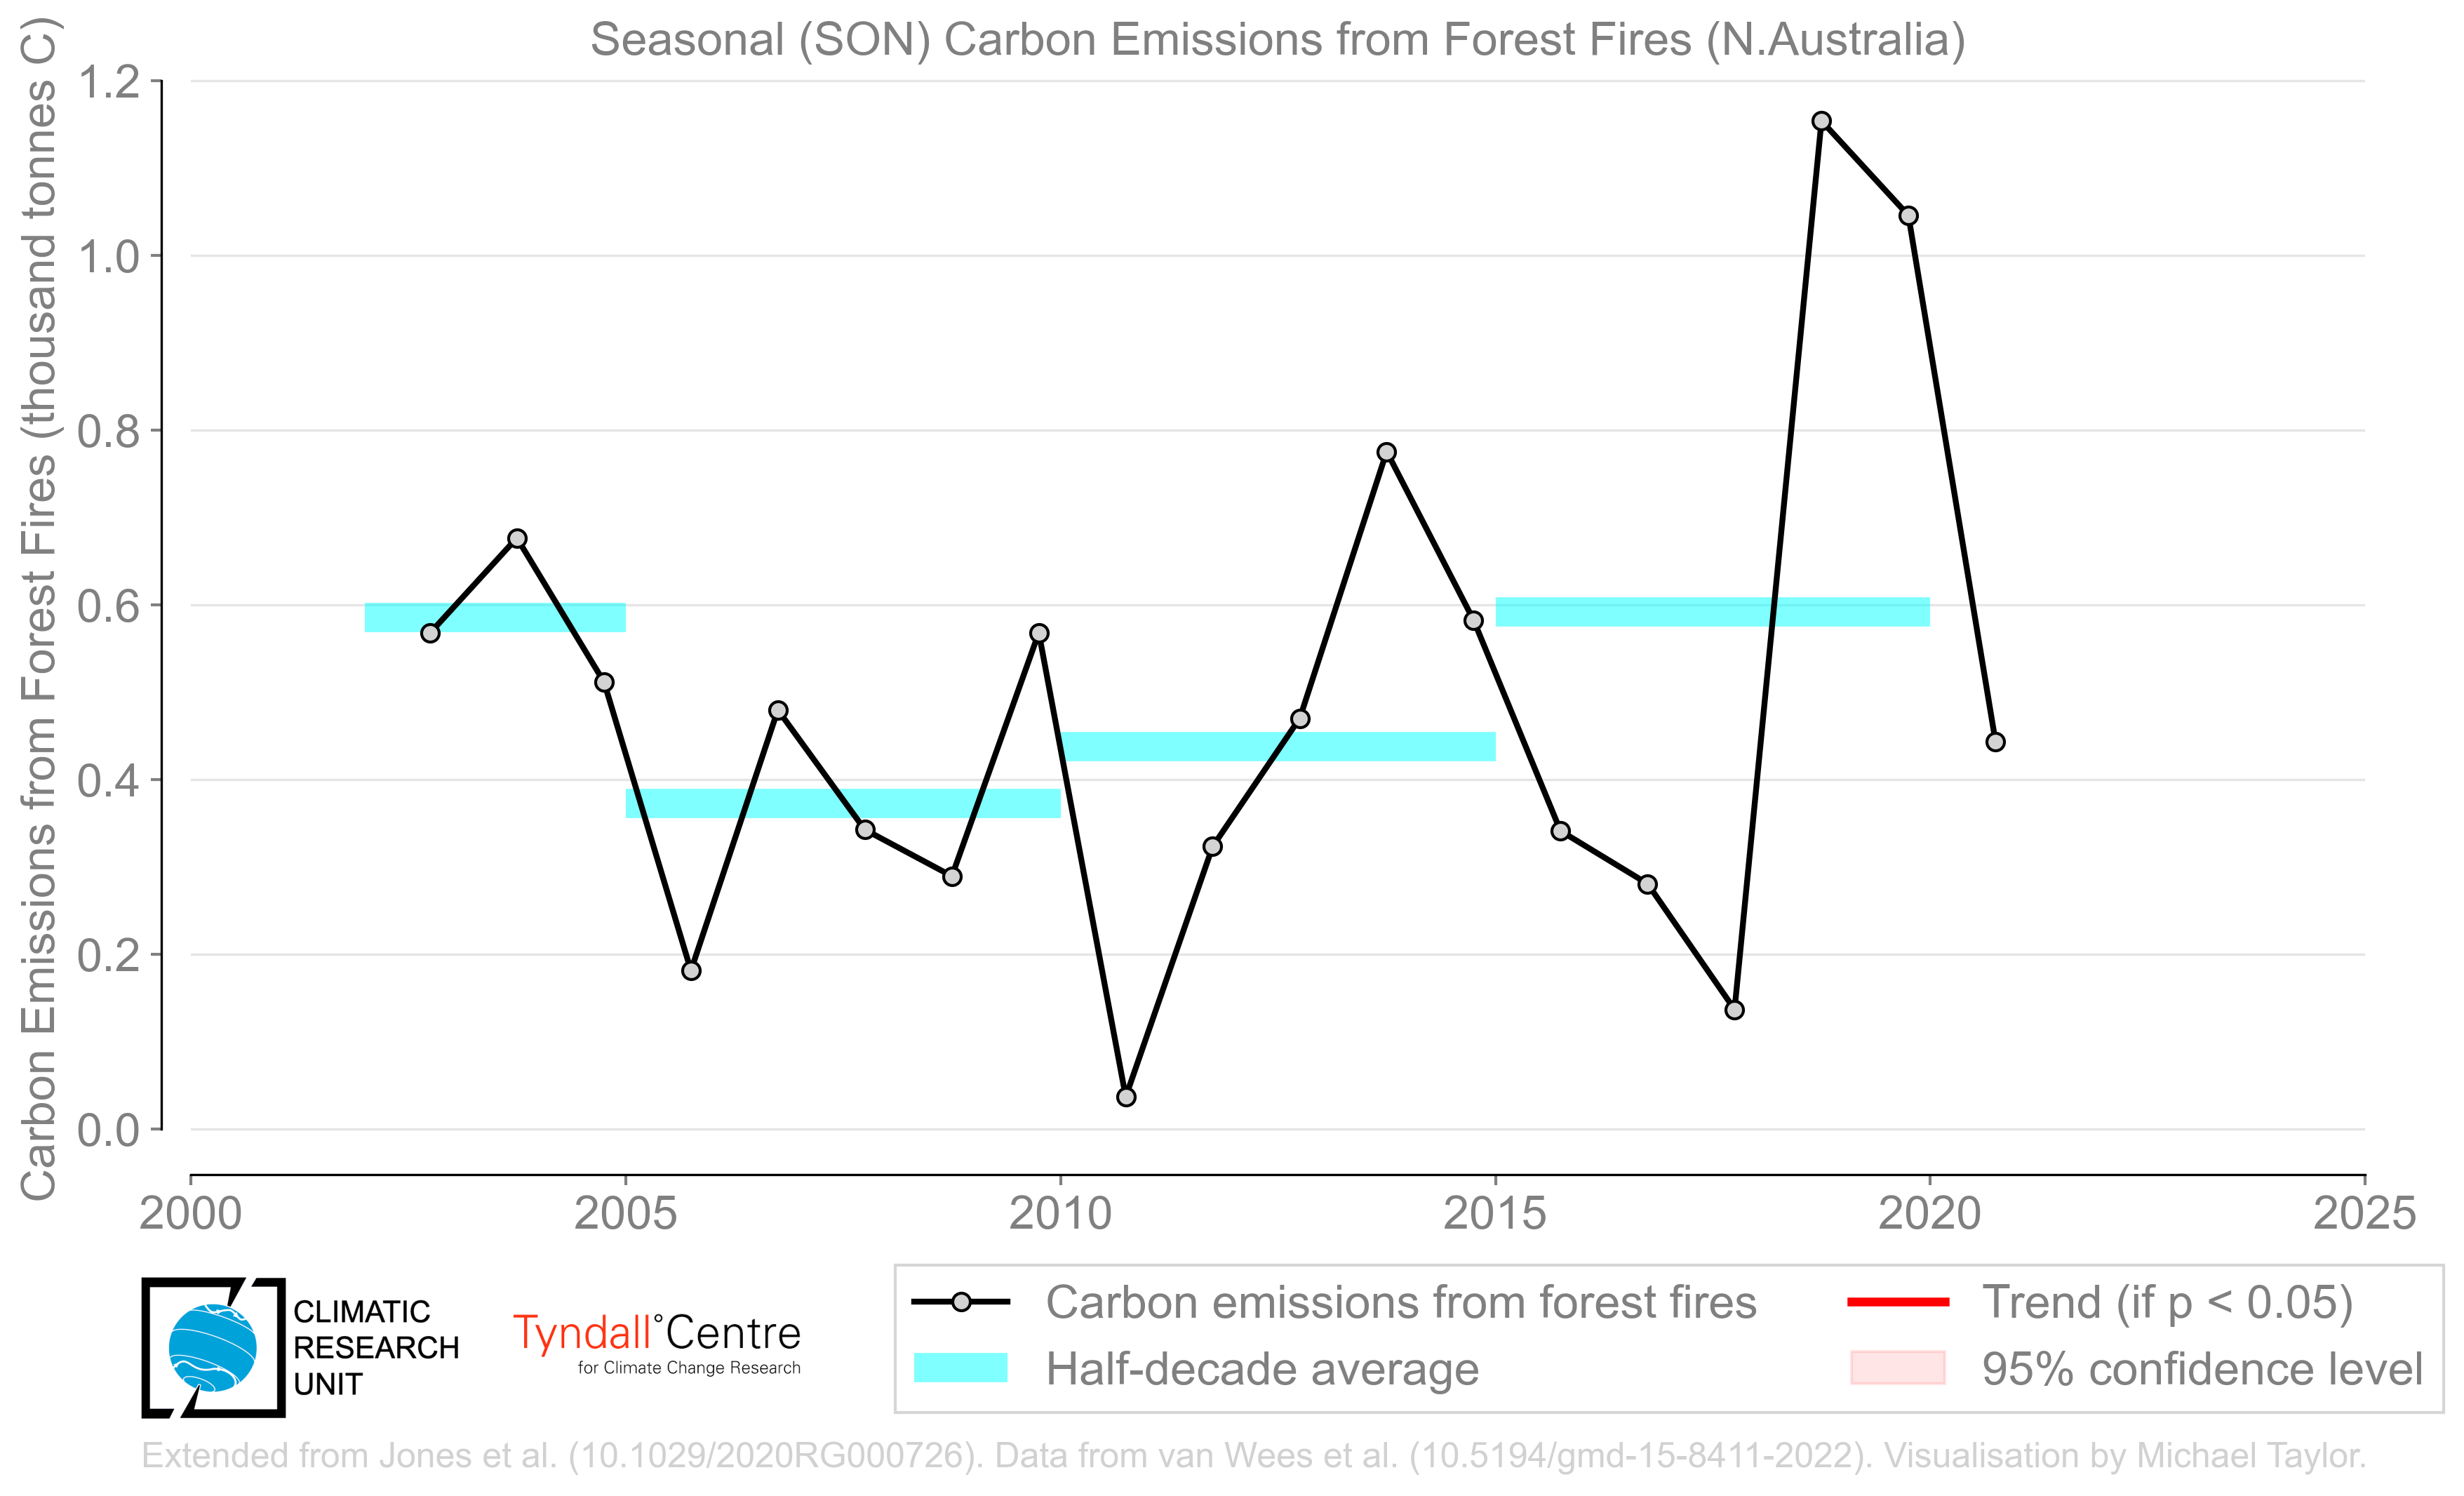 Seasonal (SON) Carbon Emissions from Forest Fires (N.Australia)
Carbon Emissions from Forest Fires (thousand tonnes C)
1.2
1.0
0.8
0.6
0.4
0.2
0.0
2000 2005 2010 2015 2020 2025
CLIMATIC
RESEARCH
UNIT
Tyndall°Centre
for Climate Change Research
Carbon emissions from forest fires
Half-decade average
Trend (if p < 0.05)
95% confidence level
Extended from Jones et al. (10.1029/2020RG000726). Data from van Wees et al. (10.5194/gmd-15-8411-2022). Visualisation by Michael Taylor.